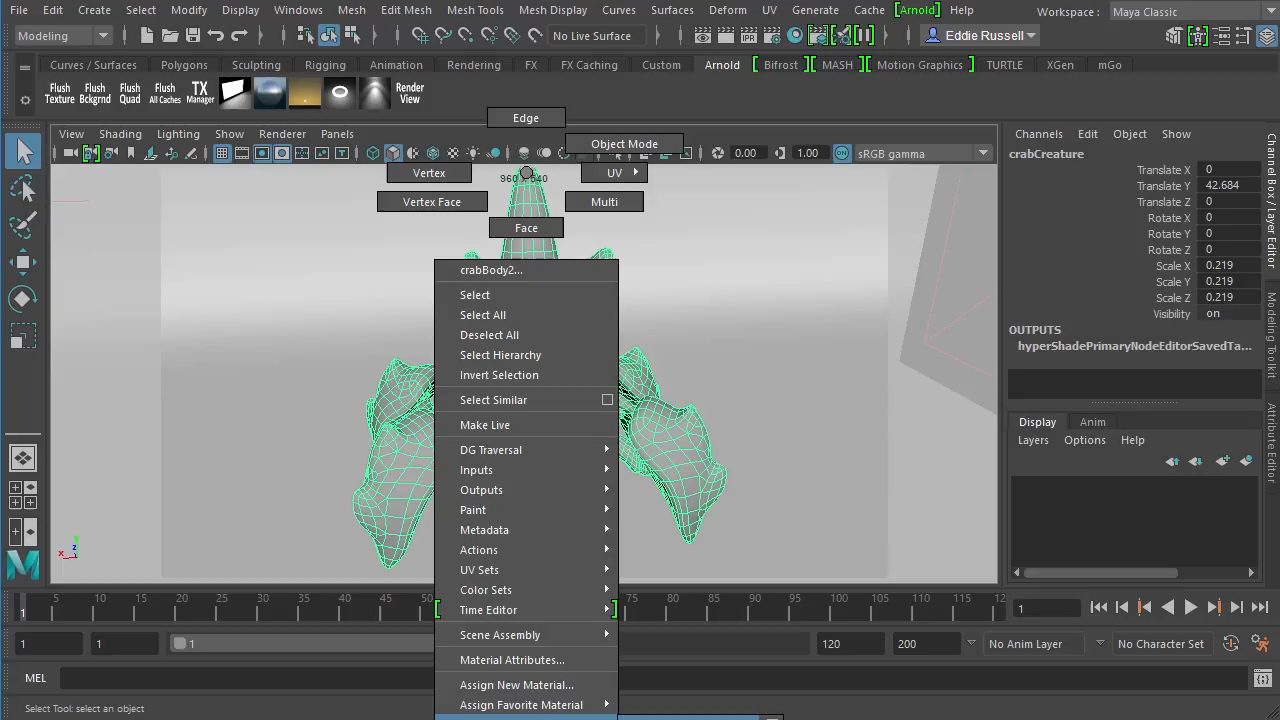 File Edit Create Select Modify Display Windows Mesh Edit Mesh Mesh Tools Mesh Display Curves Surfaces Deform UV Generate Cache [Arnold] Help Workspace : Maya Classic
Modeling No Live Surface IPR Eddie Russell
Curves / Surfaces Polygons Sculpting Rigging Animation Rendering FX FX Caching Custom Arnold [ Bifrost ] [ MASH ] [ Motion Graphics ] TURTLE XGen mGo
Flush Texture
Flush Bckgrnd
Flush Quad
Flush All Caches
TX Manager
Render View
View Shading Lighting Show Renderer Panels
0.00 1.00 sRGB gamma
Edge
Object Mode
Vertex
UV
960 540
Vertex Face
Multi
Face
crabBody2...
Select
Select All
Deselect All
Select Hierarchy
Invert Selection
Select Similar
Make Live
DG Traversal
Inputs
Outputs
Paint
Metadata
Actions
UV Sets
Color Sets
Time Editor
Scene Assembly
Material Attributes...
Assign New Material...
Assign Favorite Material
Channels Edit Object Show
crabCreature
Translate X 0
Translate Y 42.684
Translate Z 0
Rotate X 0
Rotate Y 0
Rotate Z 0
Scale X 0.219
Scale Y 0.219
Scale Z 0.219
Visibility on
OUTPUTS
hyperShadePrimaryNodeEditorSavedTa...
Display Anim
Layers Options Help
Channel Box / Layer Editor
Modeling Toolkit
Attribute Editor
x z y
M
1 5 10 15 20 25 30 35 40 45 50 75 80 85 90 95 100 105 110 115 12
1
1 1 1 120 200 No Anim Layer No Character Set
MEL
Select Tool: select an object